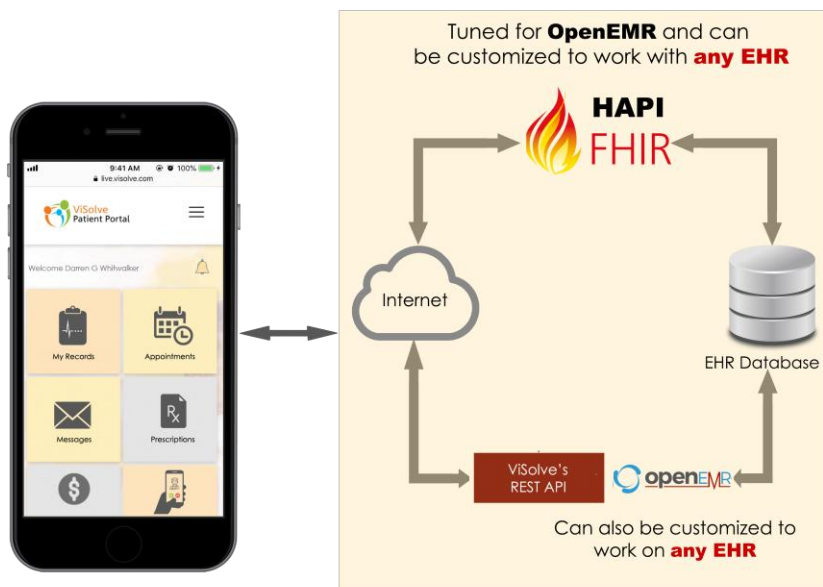 Tuned for OpenEMR and can
be customized to work with any EHR
HAPI
FHIR
9:41 AM
100%
live.visolve.com
ViSolve
Patient Portal
Welcome Darren G Whitwalker
My Records
Appointments
Messages
Rx
Prescriptions
$
Internet
EHR Database
ViSolve's
REST API
openEMR
Can also be customized to
work on any EHR